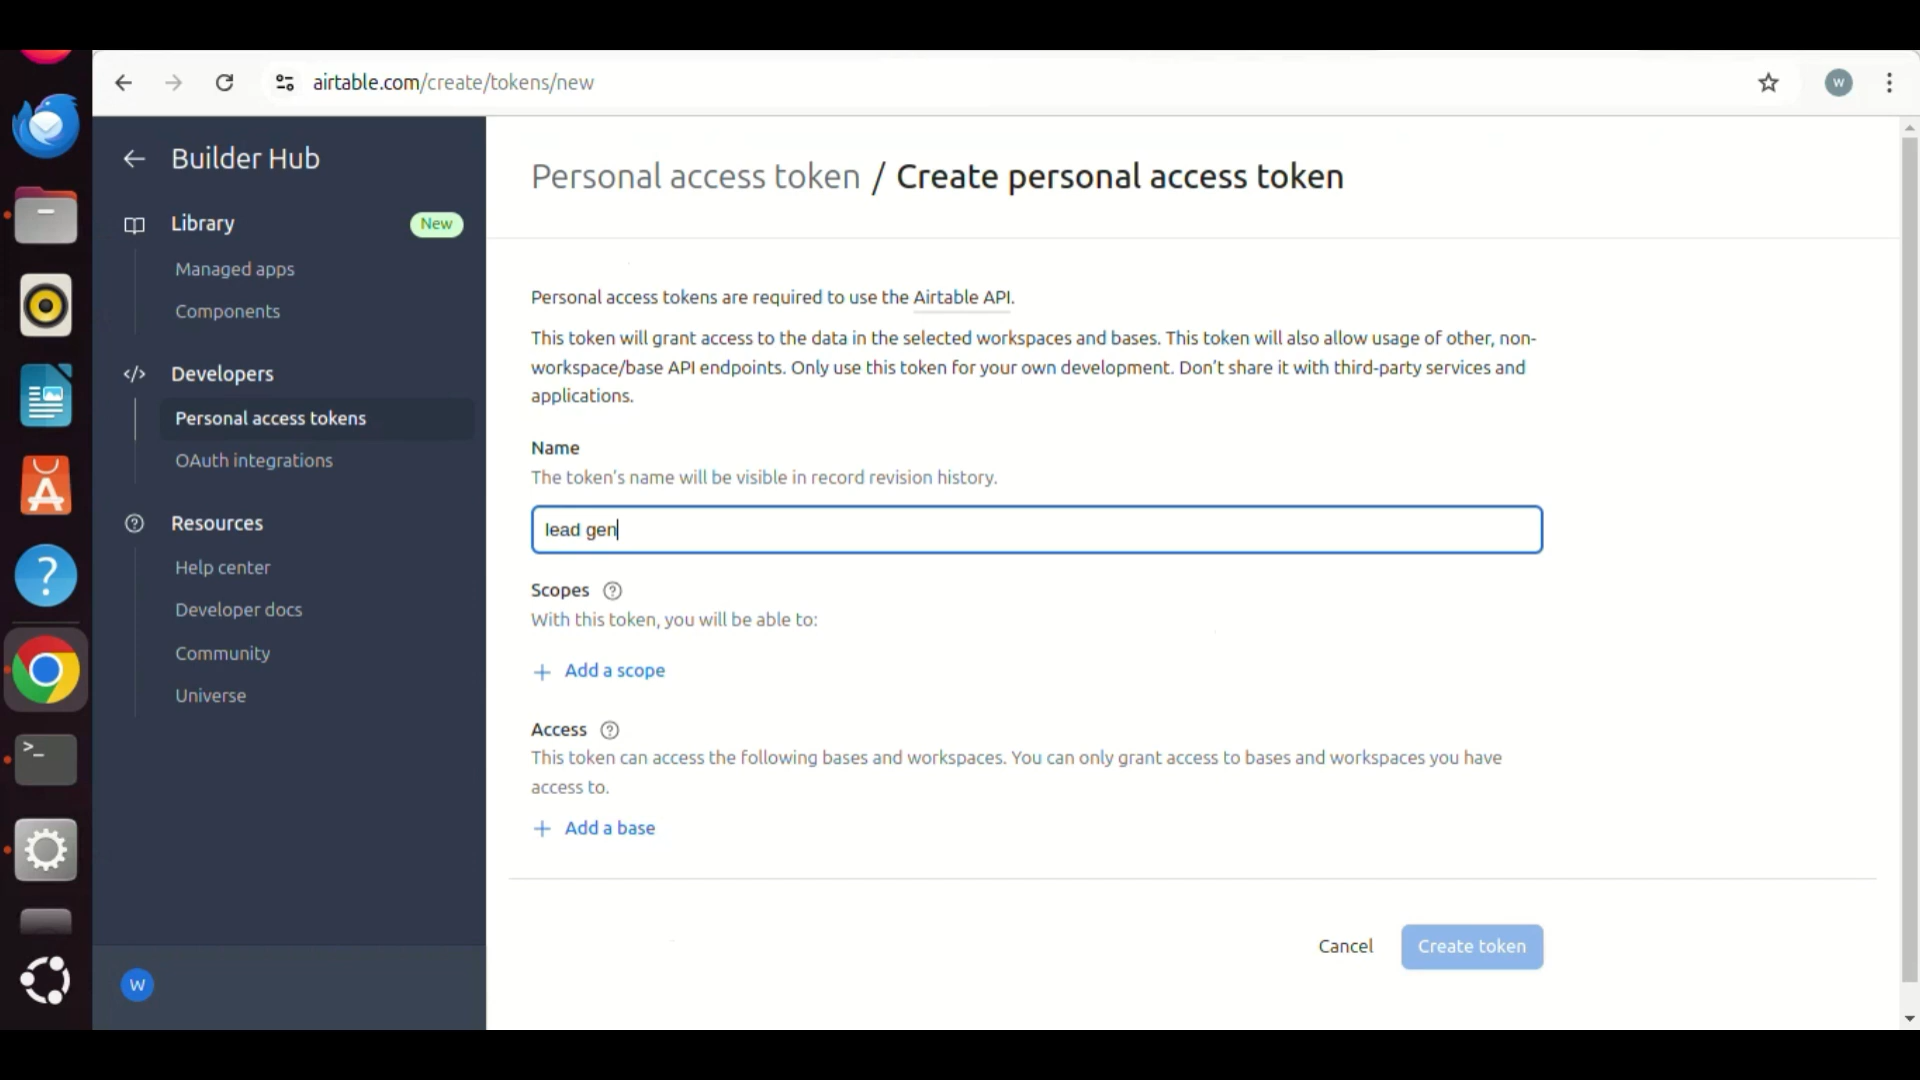 airtable.com/create/tokens/new
W
Builder Hub
Library
New
Managed apps
Components
Developers
Personal access tokens
OAuth integrations
Resources
Help center
Developer docs
Community
Universe
W
Personal access token / Create personal access token
Personal access tokens are required to use the Airtable API.
This token will grant access to the data in the selected workspaces and bases. This token will also allow usage of other, non-
workspace/base API endpoints. Only use this token for your own development. Don't share it with third-party services and
applications.
Name
The token's name will be visible in record revision history.
lead gen
Scopes ?
With this token, you will be able to:
+ Add a scope
Access ?
This token can access the following bases and workspaces. You can only grant access to bases and workspaces you have
access to.
+ Add a base
Cancel
Create token